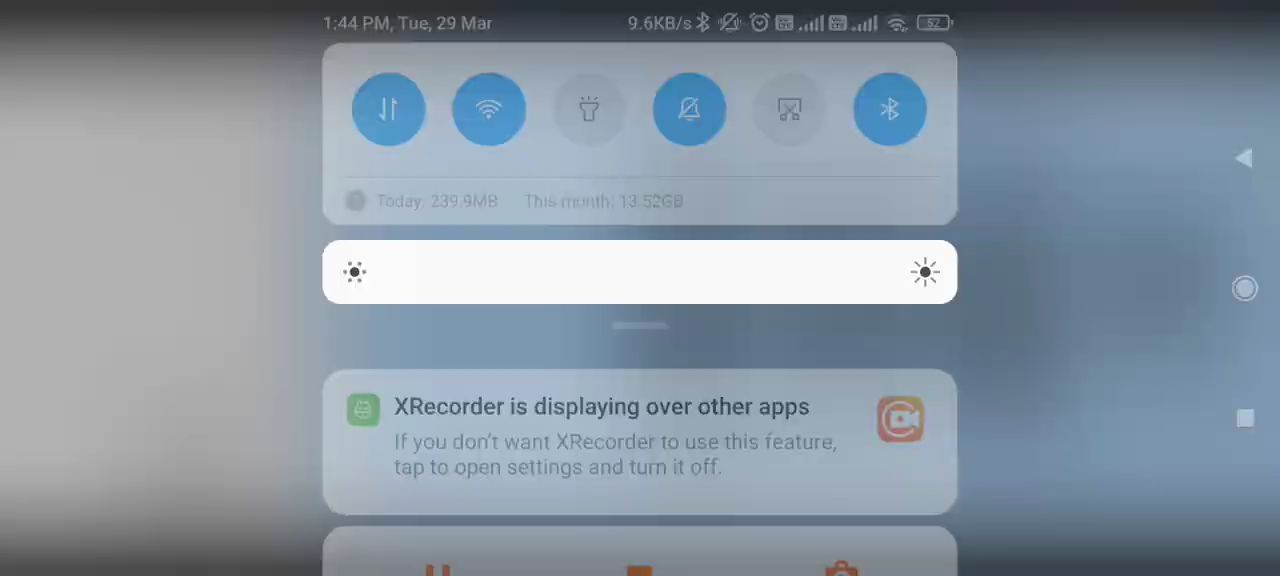 1:44 PM, Tue, 29 Mar 9.6KB/s 52
Today: 239.9MB This month: 13.52GB
XRecorder is displaying over other apps
If you don't want XRecorder to use this feature,
tap to open settings and turn it off.